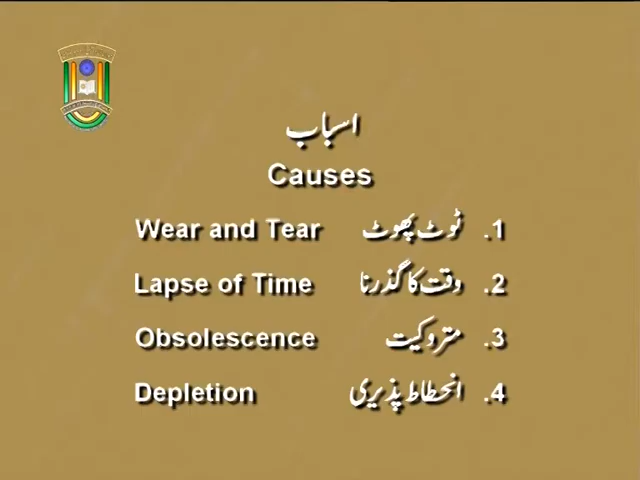 اسباب
Causes
1. ٹوٹ پھوٹ Wear and Tear
2. وقت کا گذرنا Lapse of Time
3. متروکیت Obsolescence
4. انحطاط پذیری Depletion